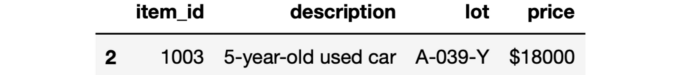 item_id description lot price
2 1003 5-year-old used car A-039-Y $18000